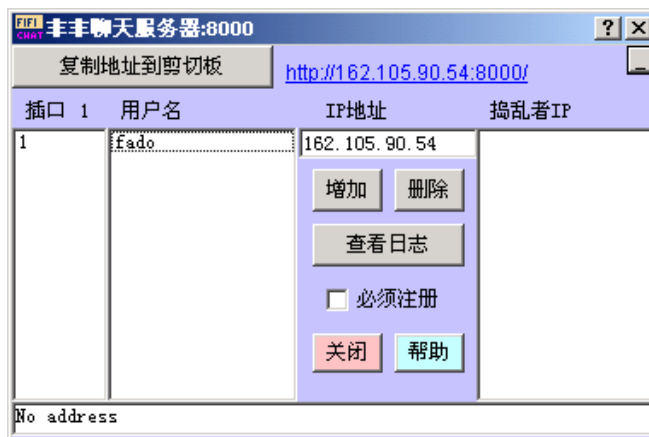 FIFI
CHAT
丰丰聊天服务器:8000
复制地址到剪切板
http://162.105.90.54:8000/
插口 1 用户名 IP地址 捣乱者IP
1 fado 162.105.90.54
增加 删除
查看日志
必须注册
关闭 帮助
No address